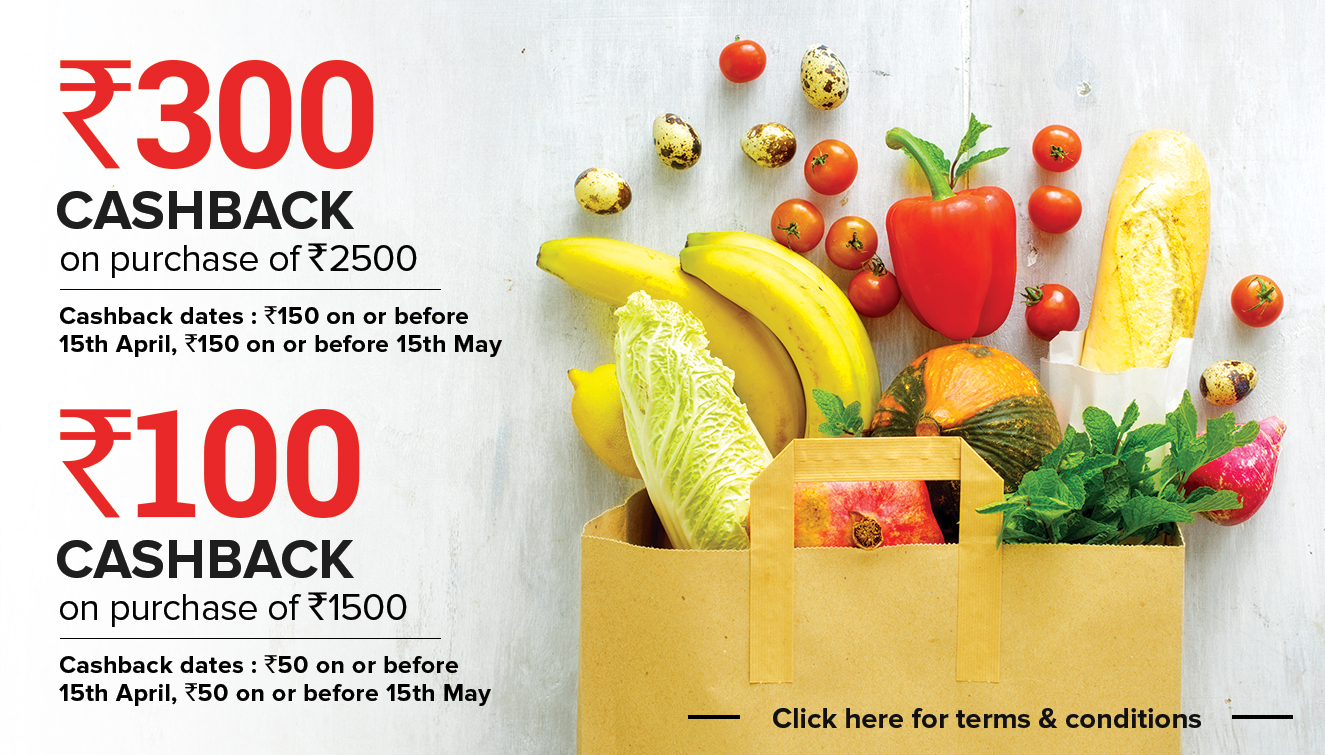 ₹300
CASHBACK
on purchase of ₹2500
Cashback dates : ₹150 on or before
15th April, ₹150 on or before 15th May
₹100
CASHBACK
on purchase of ₹1500
Cashback dates : ₹50 on or before
15th April, ₹50 on or before 15th May
Click here for terms & conditions